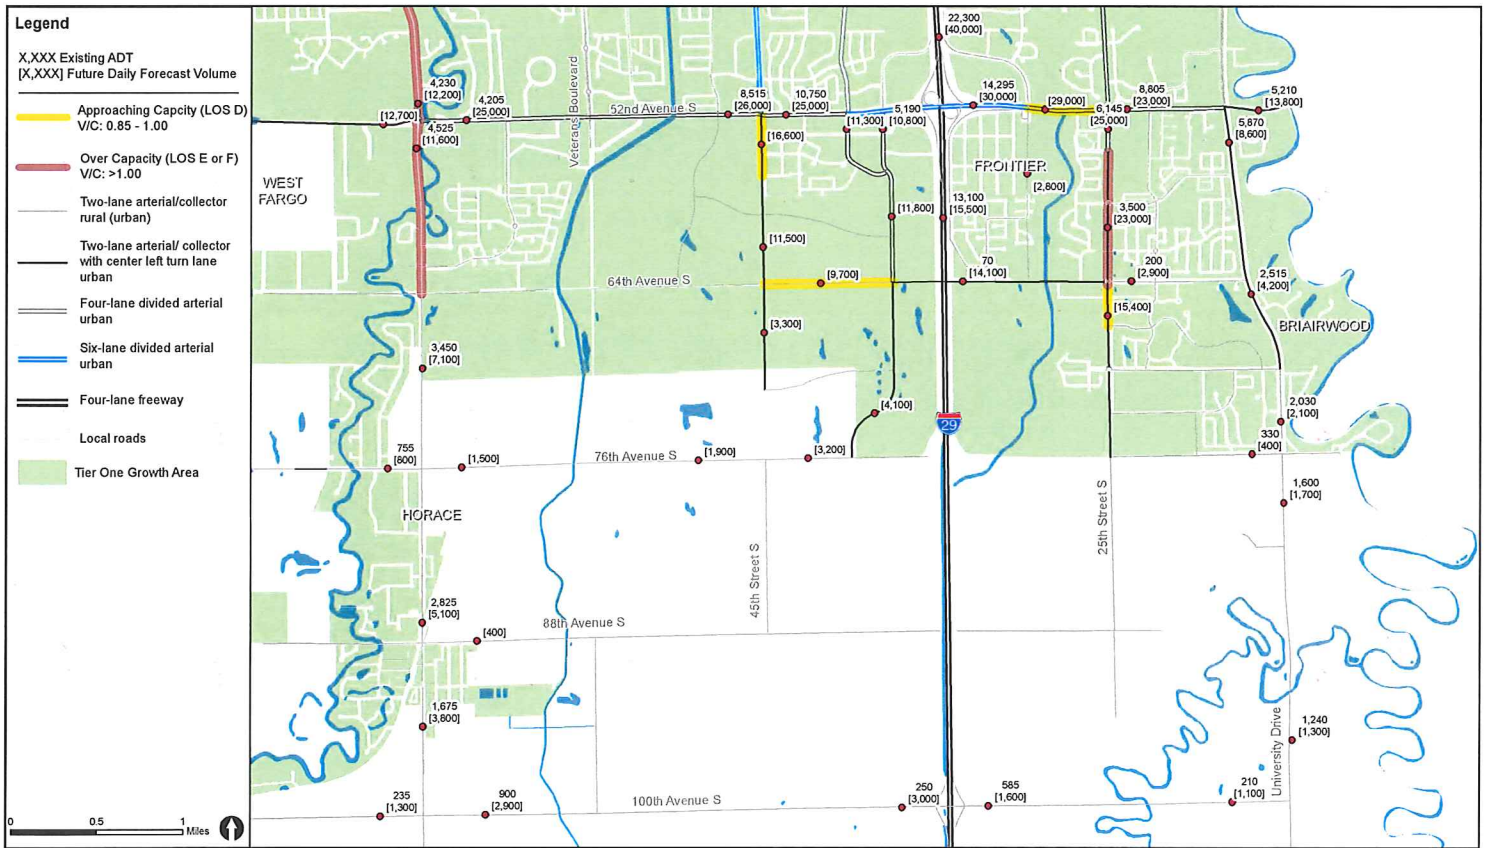 Legend
X,XXX Existing ADT
[X,XXX] Future Daily Forecast Volume
Approaching Capcity (LOS D)
V/C: 0.85 - 1.00
Over Capacity (LOS E or F)
V/C: >1.00
Two-lane arterial/collector
rural (urban)
Two-lane arterial/ collector
with center left turn lane
urban
Four-lane divided arterial
urban
Six-lane divided arterial
urban
Four-lane freeway
Local roads
Tier One Growth Area
0
0.5
1
Miles
22,300
[40,000]
4,230
[12,200]
4,205
[25,000]
[12,700]
4,525
[11,600]
Veterans Boulevard
52nd Avenue S
8,515
[26,000]
10,750
[25,000]
[16,600]
5,190
[11,300]
[10,800]
14,295
[30,000]
[29,000]
6,145
[25,000]
8,805
[23,000]
5,210
[13,800]
5,870
[8,600]
WEST
FARGO
FRONTIER
[2,800]
[11,800]
13,100
[15,500]
3,500
[23,000]
[11,500]
64th Avenue S
[9,700]
70
[14,100]
200
[2,900]
2,515
[4,200]
[15,400]
BRIARWOOD
[3,300]
3,450
[7,100]
[4,100]
29
2,030
[2,100]
330
[400]
755
[800]
[1,500]
76th Avenue S
[1,900]
[3,200]
1,600
[1,700]
HORACE
25th Street S
45th Street S
2,825
[5,100]
[400]
88th Avenue S
1,675
[3,800]
University Drive
1,240
[1,300]
235
[1,300]
900
[2,900]
100th Avenue S
250
[3,000]
585
[1,600]
210
[1,100]